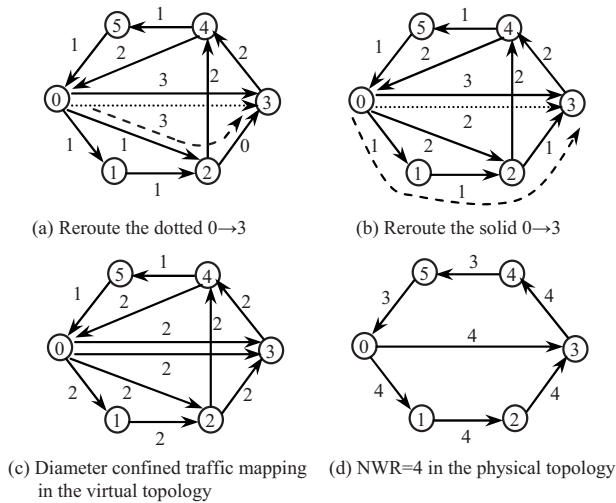 5 1 4
1 2 2 2
0 3 3
3
1 1 0
1 1 2
(a) Reroute the dotted 0→3
5 1 4
1 2 2 2
0 3 3
2
1 2 1
1 1 2
(b) Reroute the solid 0→3
5 1 4
1 2 2 2
0 2 3
2
2 2 2
1 2 2
(c) Diameter confined traffic mapping
in the virtual topology
5 3 4
3 4
0 4 3
4 4
1 4 2
(d) NWR=4 in the physical topology